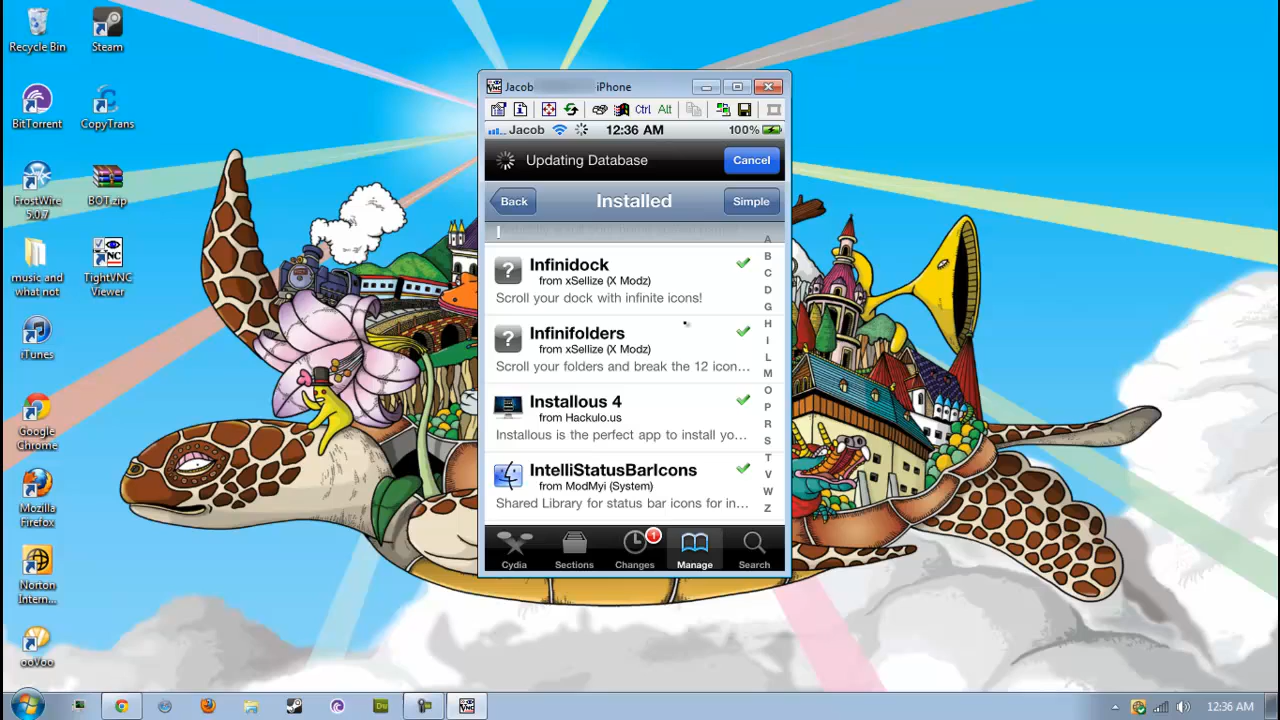 Recycle Bin
Steam
BitTorrent
CopyTrans
FrostWire
5.0.7
BOT.zip
music and
what not
TightVNC
Viewer
iTunes
Google
Chrome
Mozilla
Firefox
Norton
Intern...
ooVoo
Jacob iPhone
Ctrl Alt
Jacob 12:36 AM 100%
Updating Database Cancel
Back Installed Simple
I
Infinidock
from xSellize (X Modz)
Scroll your dock with infinite icons!
Infinifolders
from xSellize (X Modz)
Scroll your folders and break the 12 icon...
Installous 4
from Hackulo.us
Installous is the perfect app to install yo...
IntelliStatusBarIcons
from ModMyi (System)
Shared Library for status bar icons for in...
A
B
C
D
G
H
I
L
M
O
P
R
S
T
V
W
Z
1
Cydia Sections Changes Manage Search
Dw
12:36 AM